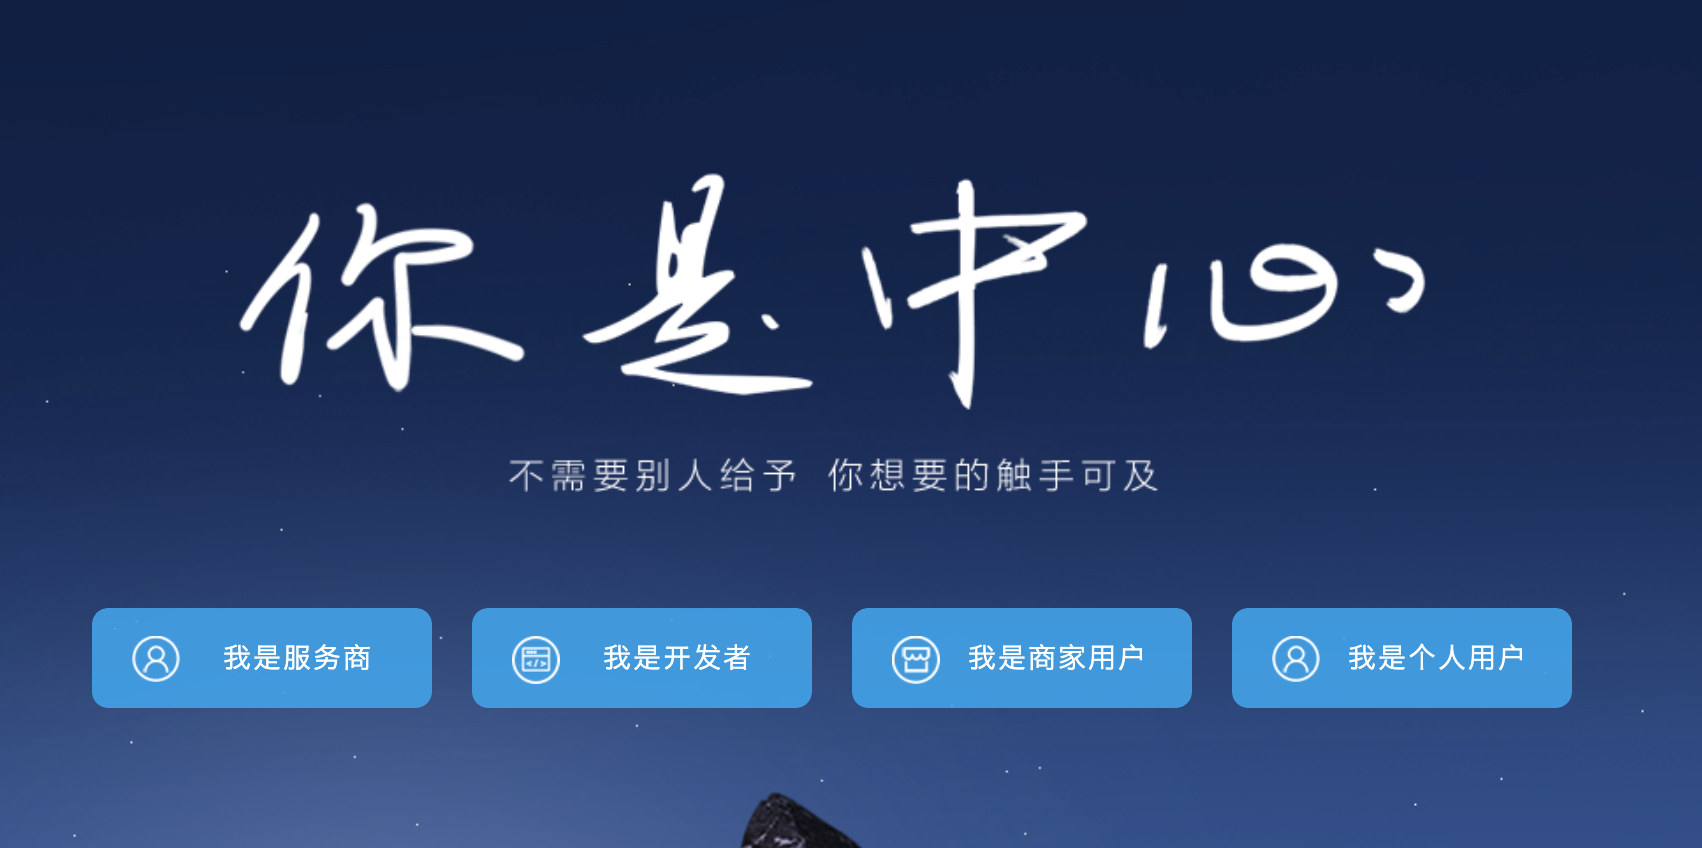 你是中心
不需要别人给予 你想要的触手可及
我是服务商
我是开发者
我是商家用户
我是个人用户